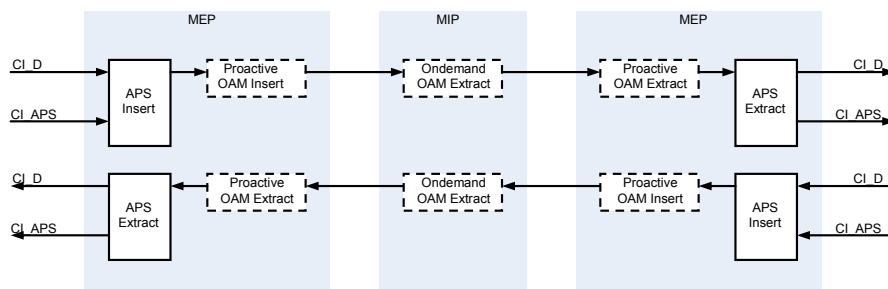 MEP
MIP
MEP
CI_D
CI_APS
APS
Insert
Proactive
OAM Insert
Ondemand
OAM Extract
Proactive
OAM Extract
APS
Extract
CI_D
CI_APS
CI_D
CI_APS
APS
Extract
Proactive
OAM Extract
Ondemand
OAM Extract
Proactive
OAM Insert
APS
Insert
CI_D
CI_APS